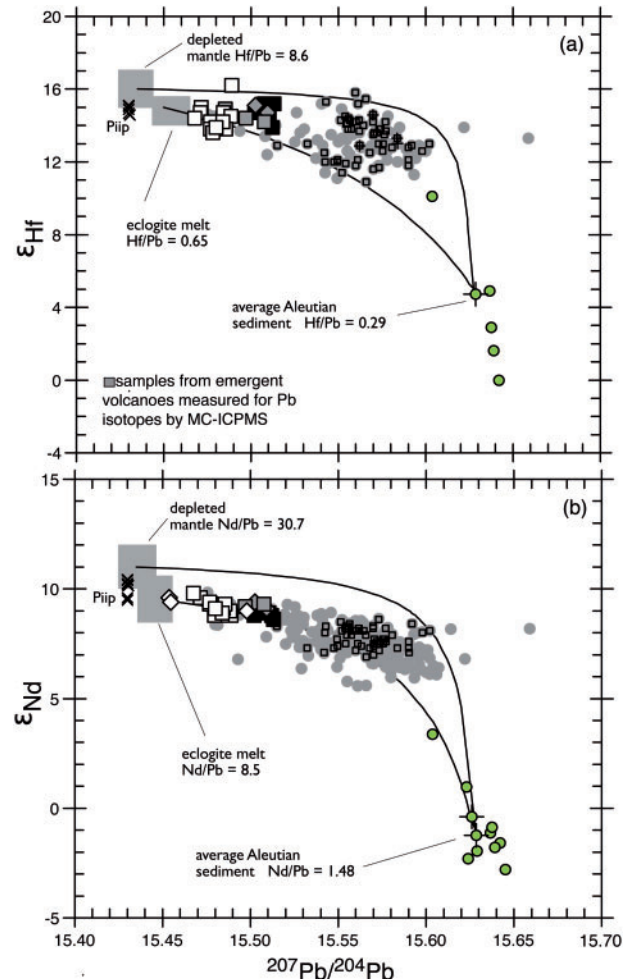 20
16
12
8
4
0
-4
εHf
(a)
depleted
mantle Hf/Pb = 8.6
Piip
eclogite melt
Hf/Pb = 0.65
average Aleutian
sediment Hf/Pb = 0.29
samples from emergent
volcanoes measured for Pb
isotopes by MC-ICPMS
15
10
5
0
-5
εNd
(b)
depleted
mantle Nd/Pb = 30.7
Piip
eclogite melt
Nd/Pb = 8.5
average Aleutian
sediment Nd/Pb = 1.48
15.40 15.45 15.50 15.55 15.60 15.65 15.70
²⁰⁷Pb/²⁰⁴Pb